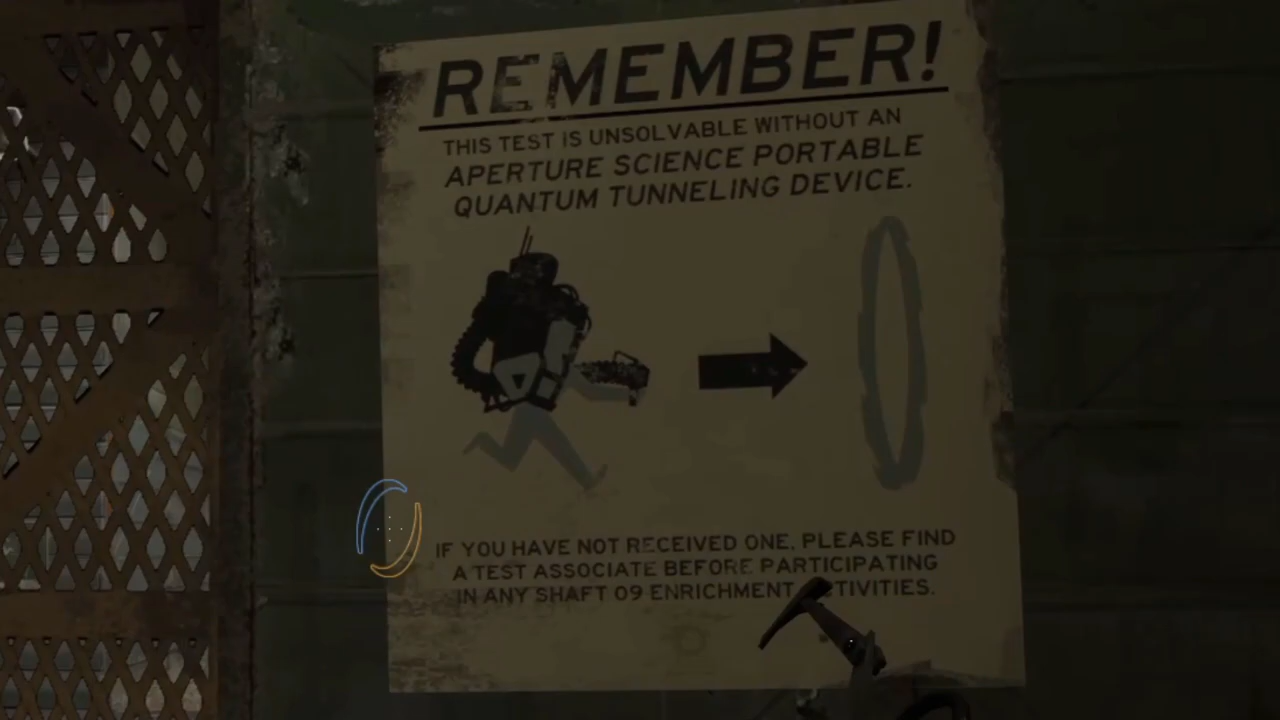 REMEMBER!
THIS TEST IS UNSOLVABLE WITHOUT AN
APERTURE SCIENCE PORTABLE
QUANTUM TUNNELING DEVICE.
IF YOU HAVE NOT RECEIVED ONE, PLEASE FIND
A TEST ASSOCIATE BEFORE PARTICIPATING
IN ANY SHAFT 09 ENRICHMENT ACTIVITIES.